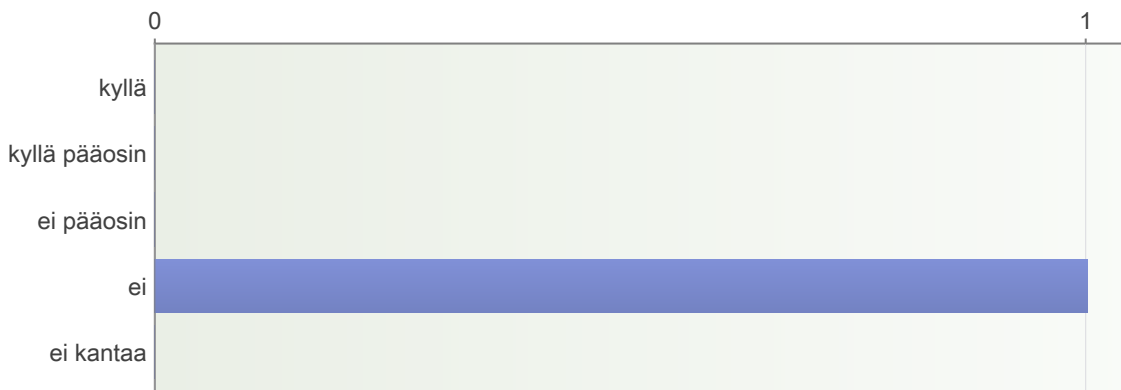 0 1
kyllä
kyllä pääosin
ei pääosin
ei
ei kantaa